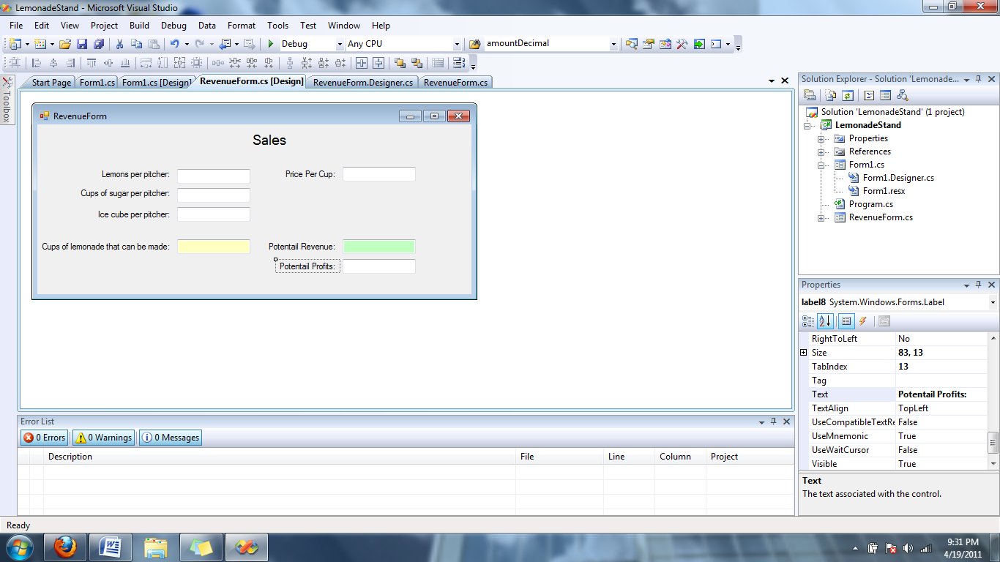 LemonadeStand - Microsoft Visual Studio
File Edit View Project Build Debug Data Format Tools Test Window Help
Debug Any CPU amountDecimal
Toolbox
Start Page Form1.cs Form1.cs [Design] RevenueForm.cs [Design] RevenueForm.Designer.cs RevenueForm.cs
RevenueForm
Sales
Lemons per pitcher: Price Per Cup:
Cups of sugar per pitcher:
Ice cube per pitcher:
Cups of lemonade that can be made: Potentail Revenue:
Potentail Profits:
Solution Explorer - Solution 'Lemonade...
Solution 'LemonadeStand' (1 project)
LemonadeStand
Properties
References
Form1.cs
Form1.Designer.cs
Form1.resx
Program.cs
RevenueForm.cs
Properties
label8 System.Windows.Forms.Label
RightToLeft No
Size 83, 13
TabIndex 13
Tag
Text Potentail Profits:
TextAlign TopLeft
UseCompatibleTextRe False
UseMnemonic True
UseWaitCursor False
Visible True
Text
The text associated with the control.
Error List
0 Errors 0 Warnings 0 Messages
Description File Line Column Project
Ready
9:31 PM
4/19/2011